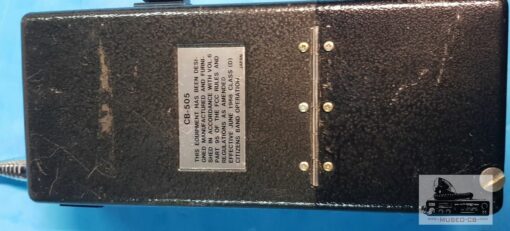 CB-505
THIS EQUIPMENT HAS BEEN DESI-
GNED MANUFACTURED AND FURNI-
SHED IN ACCORDANCE WITH VOL 6
PART 95 OF THE FCC RULES AND
REGULATIONS AS AMENDED
EFFECTIVE JUNE 1966 CLASS (D)
CITIZENS BAND OPERATION.
JAPAN
MUSEO-CB